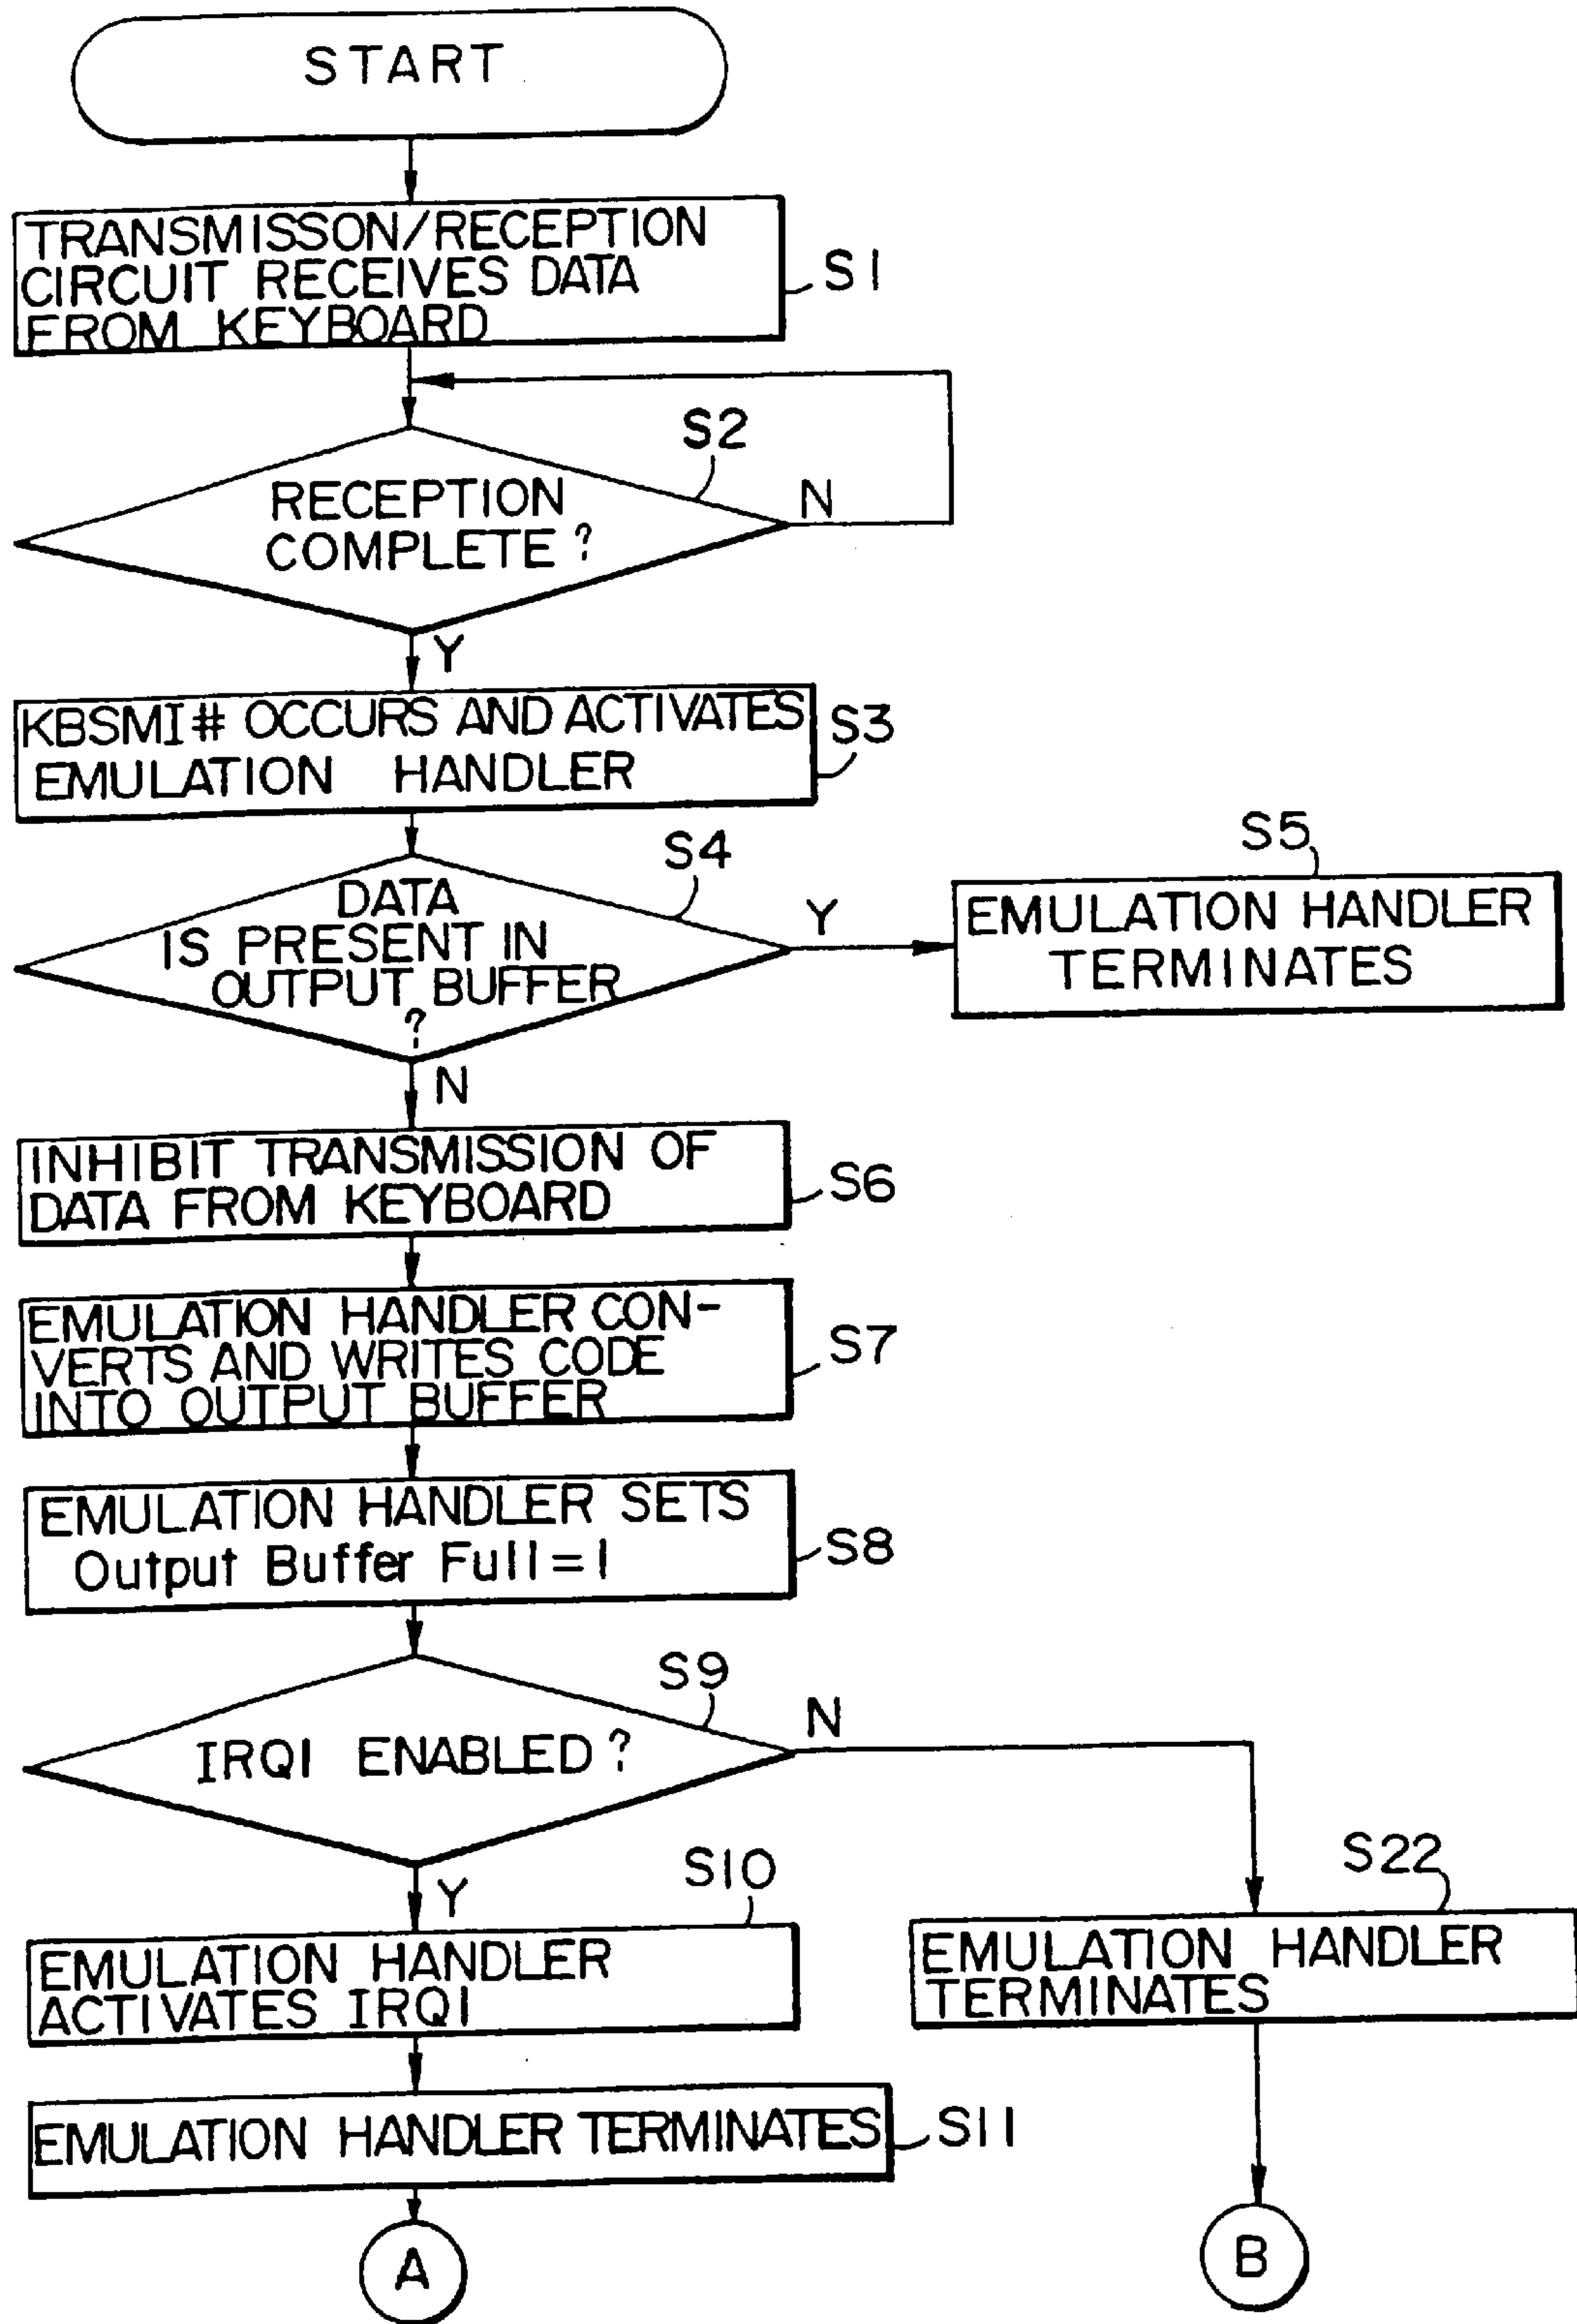 START
TRANSMISSON/RECEPTION
CIRCUIT RECEIVES DATA
FROM KEYBOARD
S1
S2
RECEPTION
COMPLETE ?
N
Y
KBSMI# OCCURS AND ACTIVATES
EMULATION HANDLER
S3
S4
DATA
IS PRESENT IN
OUTPUT BUFFER
?
Y
S5
EMULATION HANDLER
TERMINATES
N
INHIBIT TRANSMISSION OF
DATA FROM KEYBOARD
S6
EMULATION HANDLER CON-
VERTS AND WRITES CODE
INTO OUTPUT BUFFER
S7
EMULATION HANDLER SETS
Output Buffer Full=1
S8
S9
IRQ1 ENABLED ?
N
Y
S10
EMULATION HANDLER
ACTIVATES IRQ1
S22
EMULATION HANDLER
TERMINATES
EMULATION HANDLER TERMINATES
S11
A
B